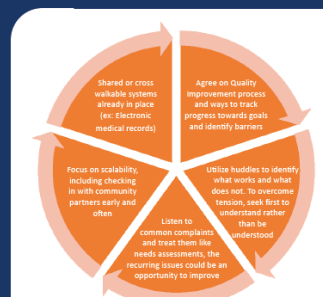 Shared or cross
walkable systems
already in place
(ex: Electronic
medical records)
Agree on Quality
Improvement process
and ways to track
progress towards goals
and identify barriers
Utilize huddles to identify
what works and what
does not. To overcome
tension, seek first to
understand rather
than be
understood
Listen to
common complaints
and treat them like
needs assessments, the
recurring issues could be an
opportunity to improve
Focus on scalability,
including checking
in with community
partners early and
often